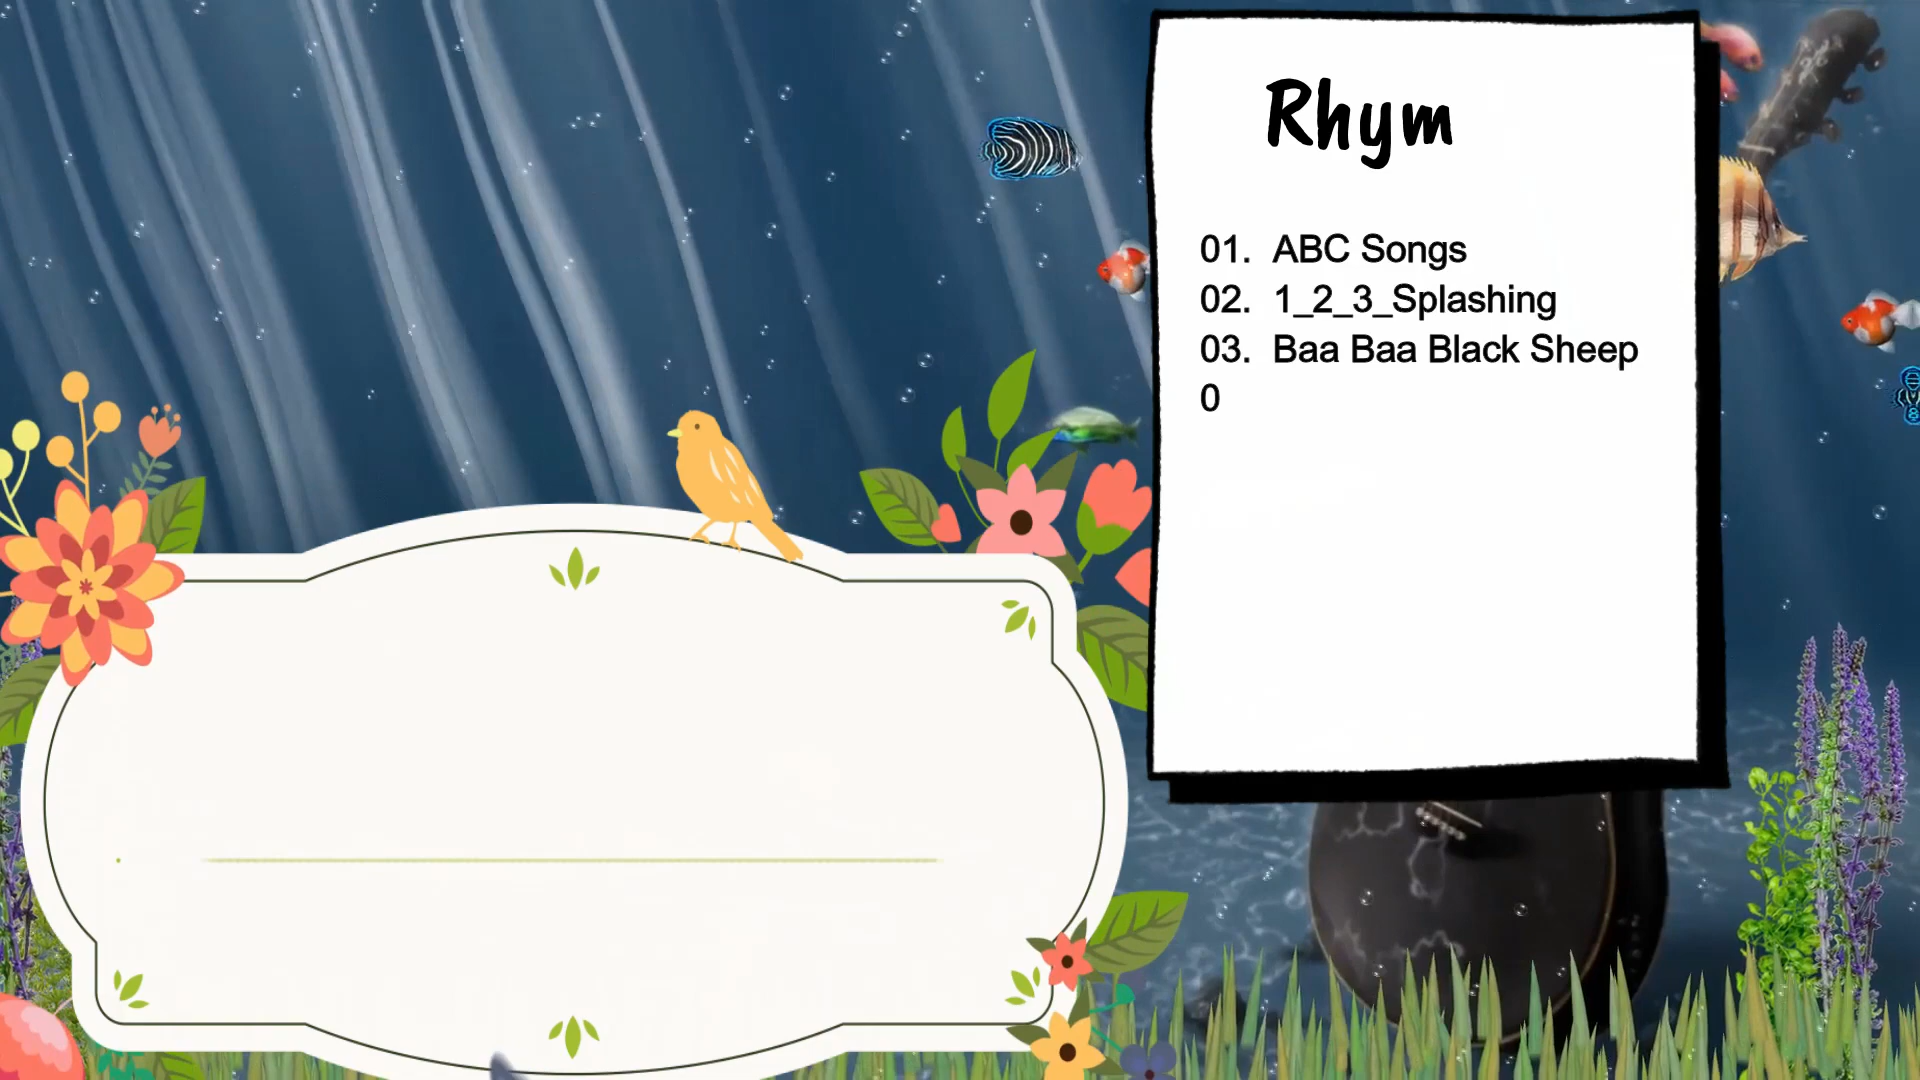 Rhym
01. ABC Songs
02. 1_2_3_Splashing
03. Baa Baa Black Sheep
0